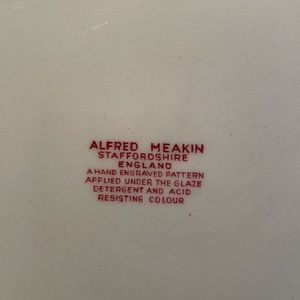 ALFRED MEAKIN
STAFFORDSHIRE
ENGLAND
A HAND ENGRAVED PATTERN
APPLIED UNDER THE GLAZE
DETERGENT AND ACID
RESISTING COLOUR